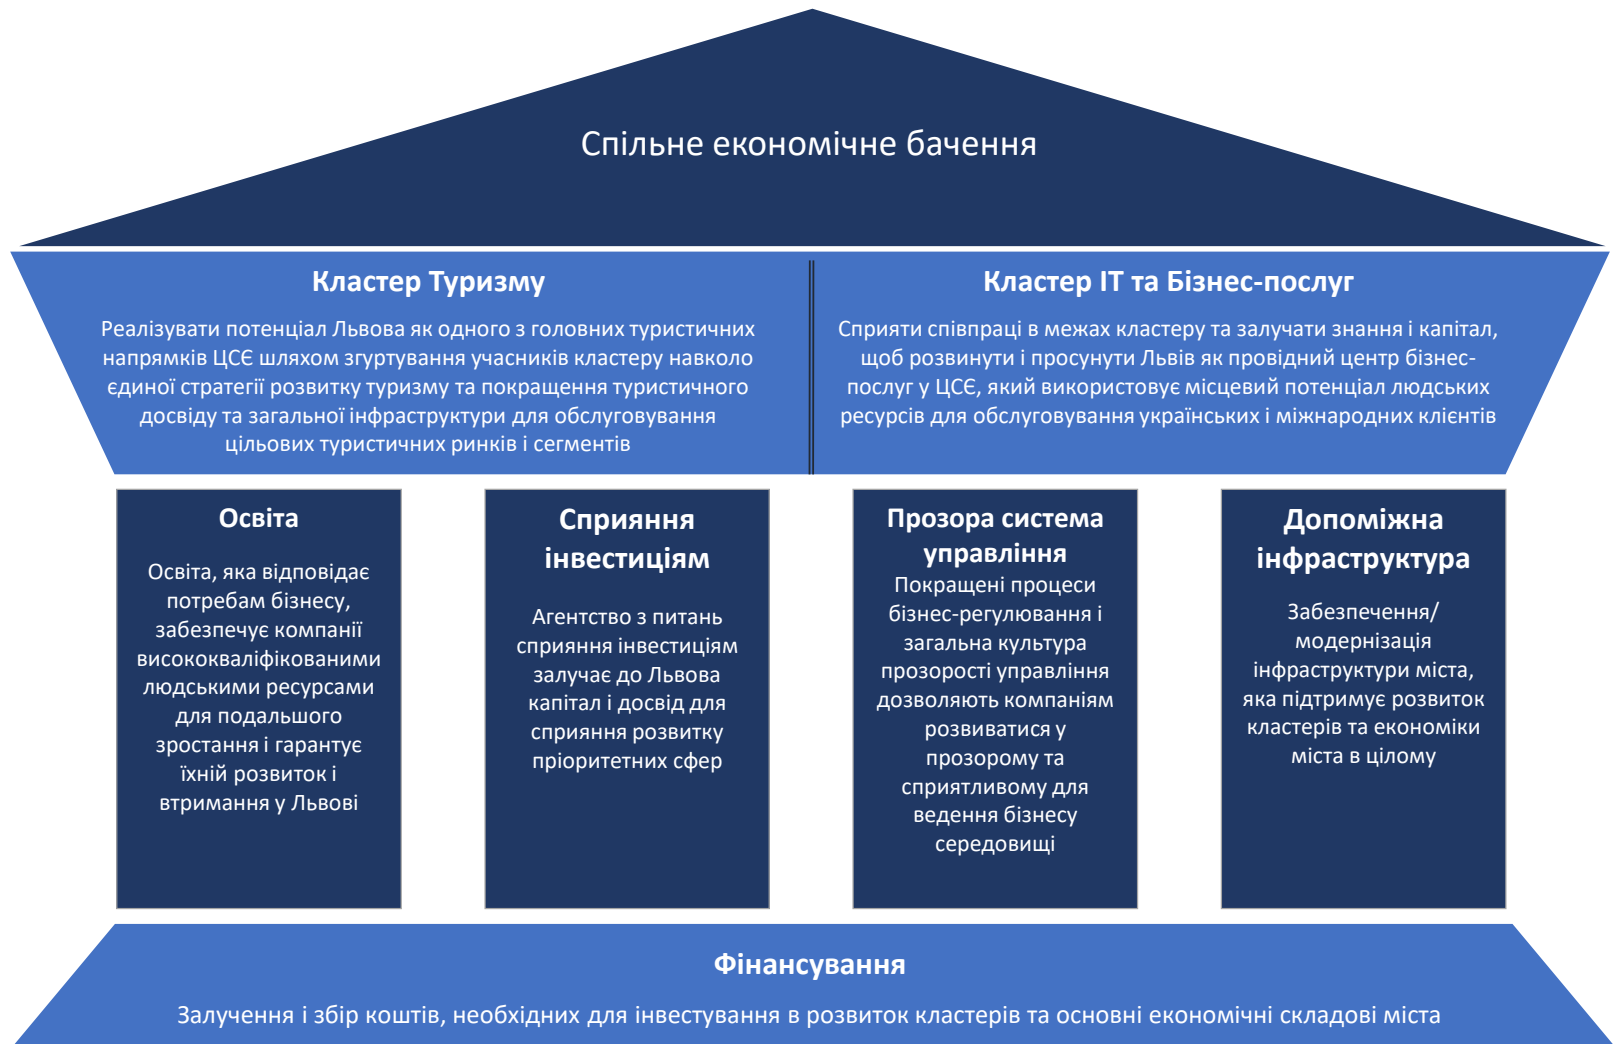 Спільне економічне бачення
Кластер Туризму
Реалізувати потенціал Львова як одного з головних туристичних
напрямків ЦСЄ шляхом згуртування учасників кластеру навколо
єдиної стратегії розвитку туризму та покращення туристичного
досвіду та загальної інфраструктури для обслуговування
цільових туристичних ринків і сегментів
Кластер ІТ та Бізнес-послуг
Сприяти співпраці в межах кластеру та залучати знання і капітал,
щоб розвинути і просунути Львів як провідний центр бізнес-
послуг у ЦСЄ, який використовує місцевий потенціал людських
ресурсів для обслуговування українських і міжнародних клієнтів
Освіта
Освіта, яка відповідає
потребам бізнесу,
забезпечує компанії
висококваліфікованими
людськими ресурсами
для подальшого
зростання і гарантує
їхній розвиток і
втримання у Львові
Сприяння
інвестиціям
Агентство з питань
сприяння інвестиціям
залучає до Львова
капітал і досвід для
сприяння розвитку
пріоритетних сфер
Прозора система
управління
Покращені процеси
бізнес-регулювання і
загальна культура
прозорості управління
дозволяють компаніям
розвиватися у
прозорому та
сприятливому для
ведення бізнесу
середовищі
Допоміжна
інфраструктура
Забезпечення/
модернізація
інфраструктури міста,
яка підтримує розвиток
кластерів та економіки
міста в цілому
Фінансування
Залучення і збір коштів, необхідних для інвестування в розвиток кластерів та основні економічні складові міста